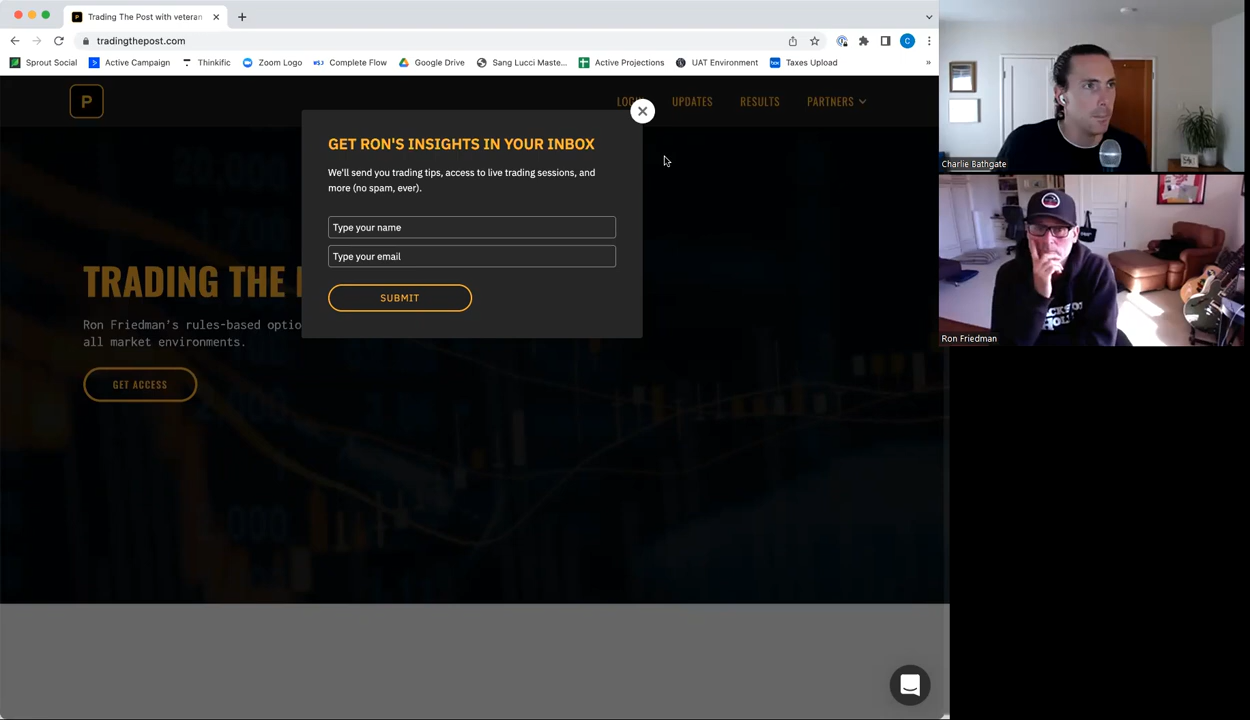 Trading The Post with veteran
tradingthepost.com
C
Sprout Social
Active Campaign
Thinkific
Zoom Logo
Complete Flow
Google Drive
Sang Lucci Maste...
Active Projections
UAT Environment
Taxes Upload
»
P
UPDATES
RESULTS
PARTNERS
GET RON'S INSIGHTS IN YOUR INBOX
We'll send you trading tips, access to live trading sessions, and
more (no spam, ever).
Type your name
Type your email
SUBMIT
TRADING THE
Ron Friedman's rules-based optio
all market environments.
GET ACCESS
Charlie Bathgate
Ron Friedman